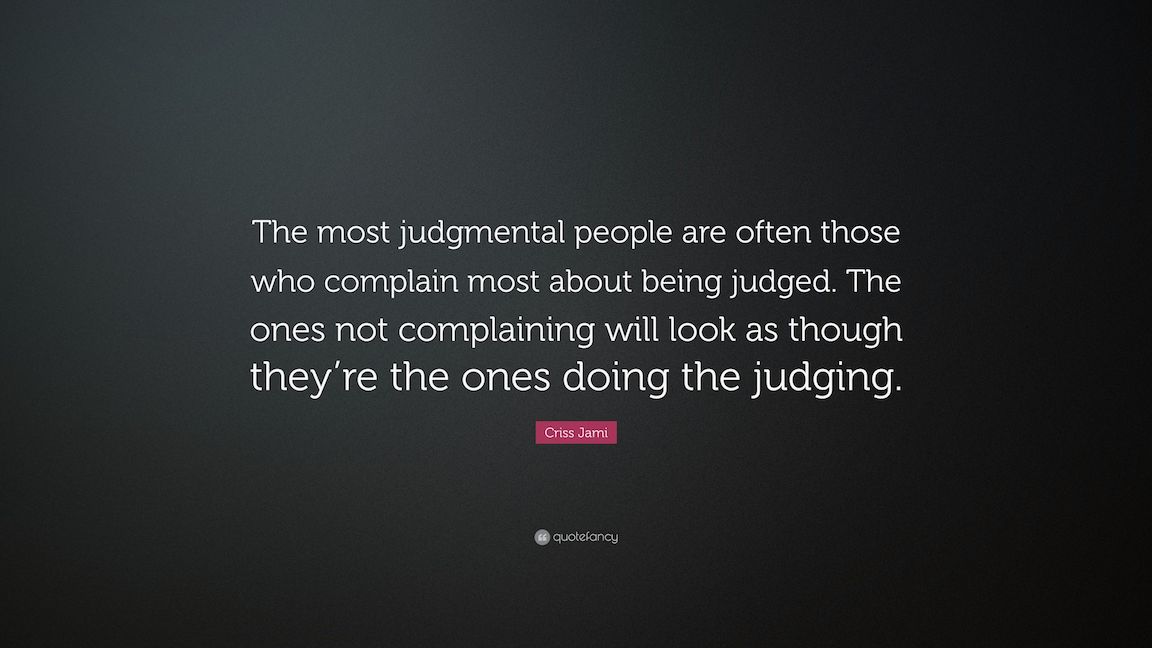 The most judgmental people are often those
who complain most about being judged. The
ones not complaining will look as though
they’re the ones doing the judging.
Criss Jami
quotefancy